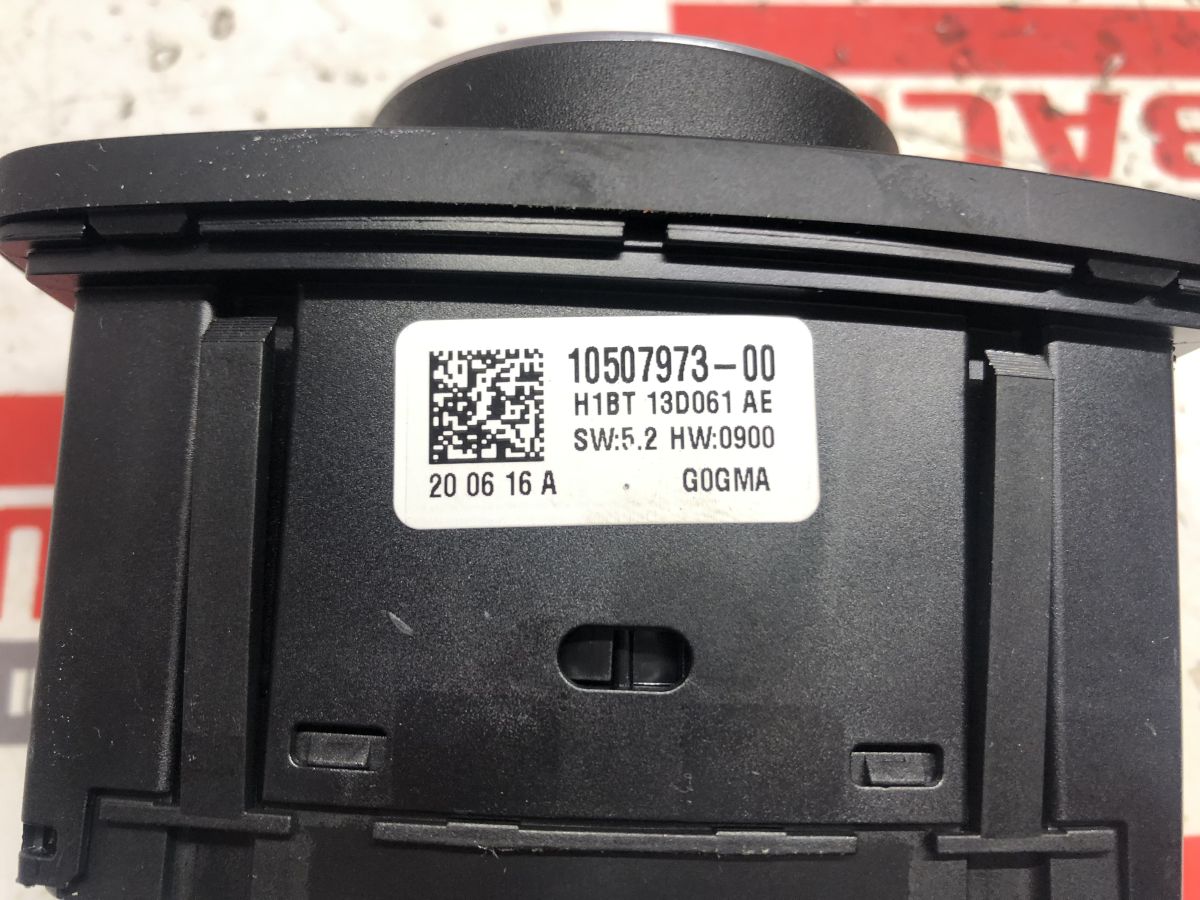 10507973-00
H1BT 13D061 AE
SW:5.2 HW:0900
20 06 16 A
G0GMA